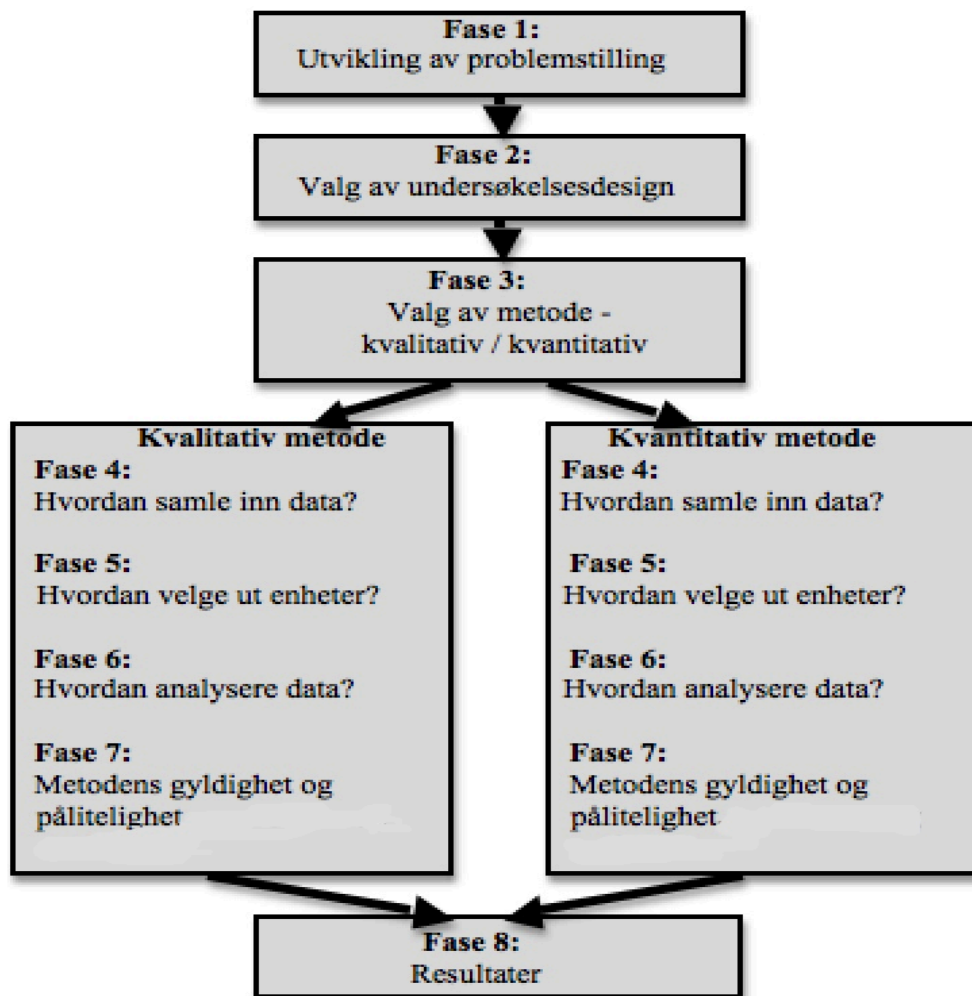 Fase 1:
Utvikling av problemstilling
Fase 2:
Valg av undersøkelsesdesign
Fase 3:
Valg av metode -
kvalitativ / kvantitativ
Kvalitativ metode
Fase 4:
Hvordan samle inn data?
Fase 5:
Hvordan velge ut enheter?
Fase 6:
Hvordan analysere data?
Fase 7:
Metodens gyldighet og
pålitelighet
Kvantitativ metode
Fase 4:
Hvordan samle inn data?
Fase 5:
Hvordan velge ut enheter?
Fase 6:
Hvordan analysere data?
Fase 7:
Metodens gyldighet og
pålitelighet
Fase 8:
Resultater